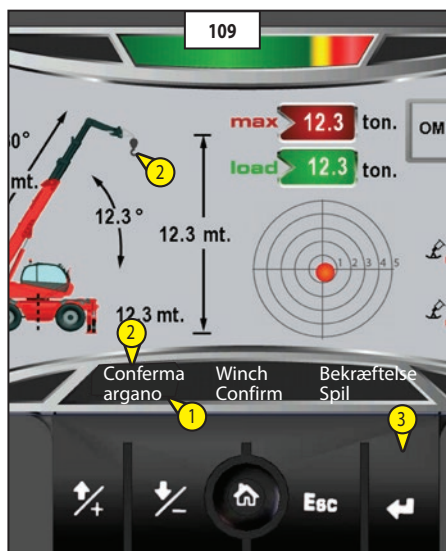 109
max 12.3 ton.
OM
load 12.3 ton.
0°
mt.
2
12.3 °
12.3 mt.
1 2 3 4 5
12.3 mt.
2
Conferma Winch Bekræftelse
argano Confirm Spil
1
3
+ − Esc